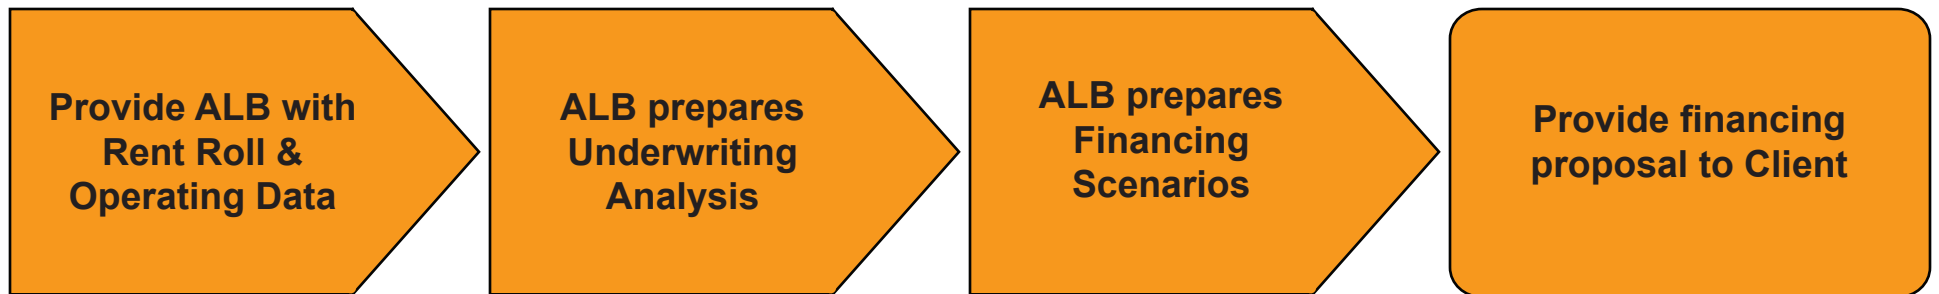 Provide ALB with
Rent Roll &
Operating Data
ALB prepares
Underwriting
Analysis
ALB prepares
Financing
Scenarios
Provide financing
proposal to Client